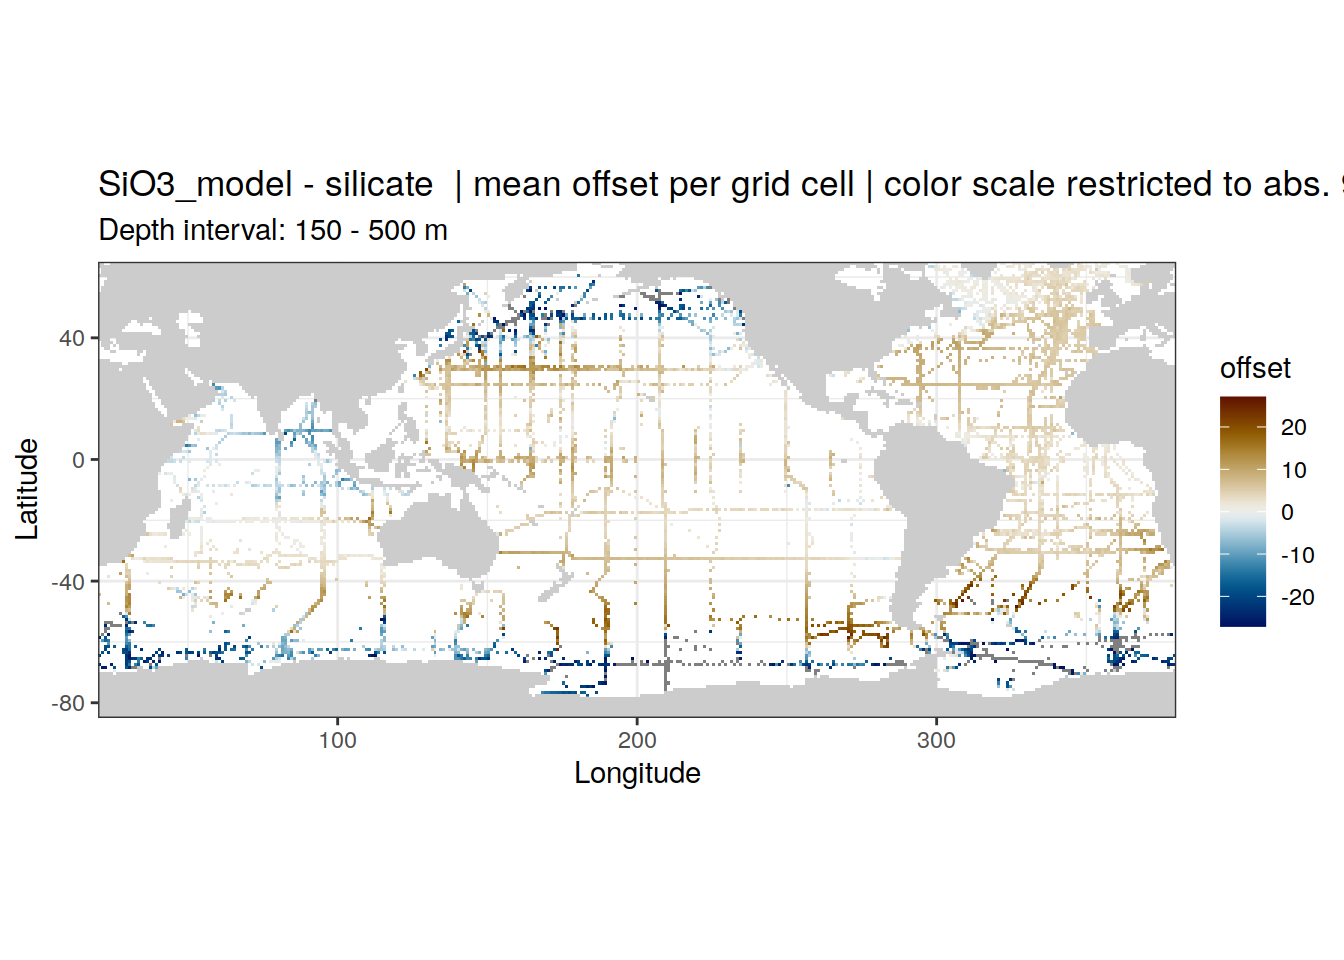 SiO3_model - silicate  | mean offset per grid cell | color scale restricted to abs.
Depth interval: 150 - 500 m
offset
20
10
0
-10
-20
40
0
-40
-80
Latitude
100
200
300
Longitude